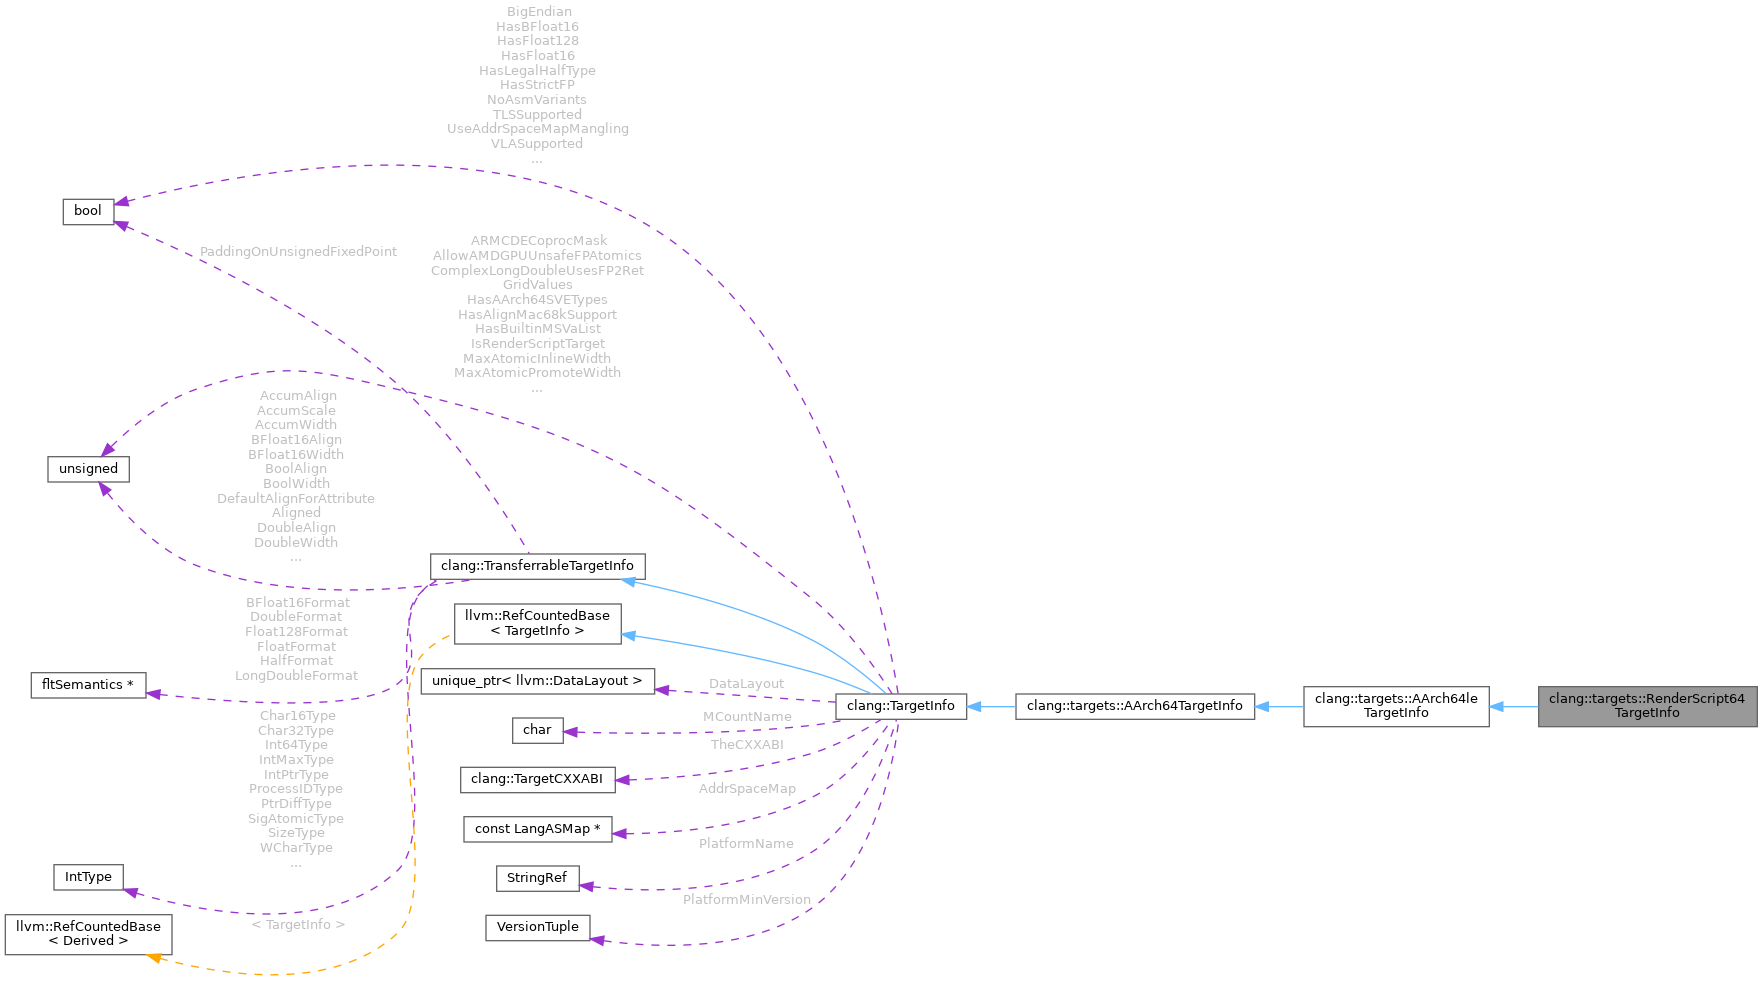 BigEndian
HasBFloat16
HasFloat128
HasFloat16
HasLegalHalfType
HasStrictFP
NoAsmVariants
TLSSupported
UseAddrSpaceMapMangling
VLASupported
...
bool
PaddingOnUnsignedFixedPoint
ARMCDECoprocMask
AllowAMDGPUUnsafeFPAtomics
ComplexLongDoubleUsesFP2Ret
GridValues
HasAArch64SVETypes
HasAlignMac68kSupport
HasBuiltinMSVaList
IsRenderScriptTarget
MaxAtomicInlineWidth
MaxAtomicPromoteWidth
...
AccumAlign
AccumScale
AccumWidth
BFloat16Align
BFloat16Width
BoolAlign
BoolWidth
DefaultAlignForAttribute
Aligned
DoubleAlign
DoubleWidth
...
unsigned
clang::TransferrableTargetInfo
BFloat16Format
DoubleFormat
Float128Format
FloatFormat
HalfFormat
LongDoubleFormat
llvm::RefCountedBase
< TargetInfo >
fltSemantics *
unique_ptr< llvm::DataLayout >
DataLayout
clang::TargetInfo
clang::targets::AArch64TargetInfo
clang::targets::AArch64le
TargetInfo
clang::targets::RenderScript64
TargetInfo
Char16Type
Char32Type
Int64Type
IntMaxType
IntPtrType
ProcessIDType
PtrDiffType
SigAtomicType
SizeType
WCharType
...
char
MCountName
TheCXXABI
clang::TargetCXXABI
AddrSpaceMap
const LangASMap *
PlatformName
IntType
StringRef
PlatformMinVersion
llvm::RefCountedBase
< Derived >
< TargetInfo >
VersionTuple